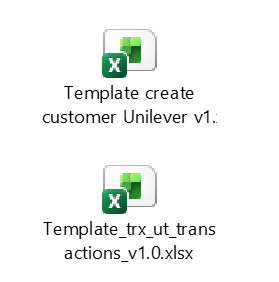 Template create
customer Unilever v1.
Template_trx_ut_trans
actions_v1.0.xlsx